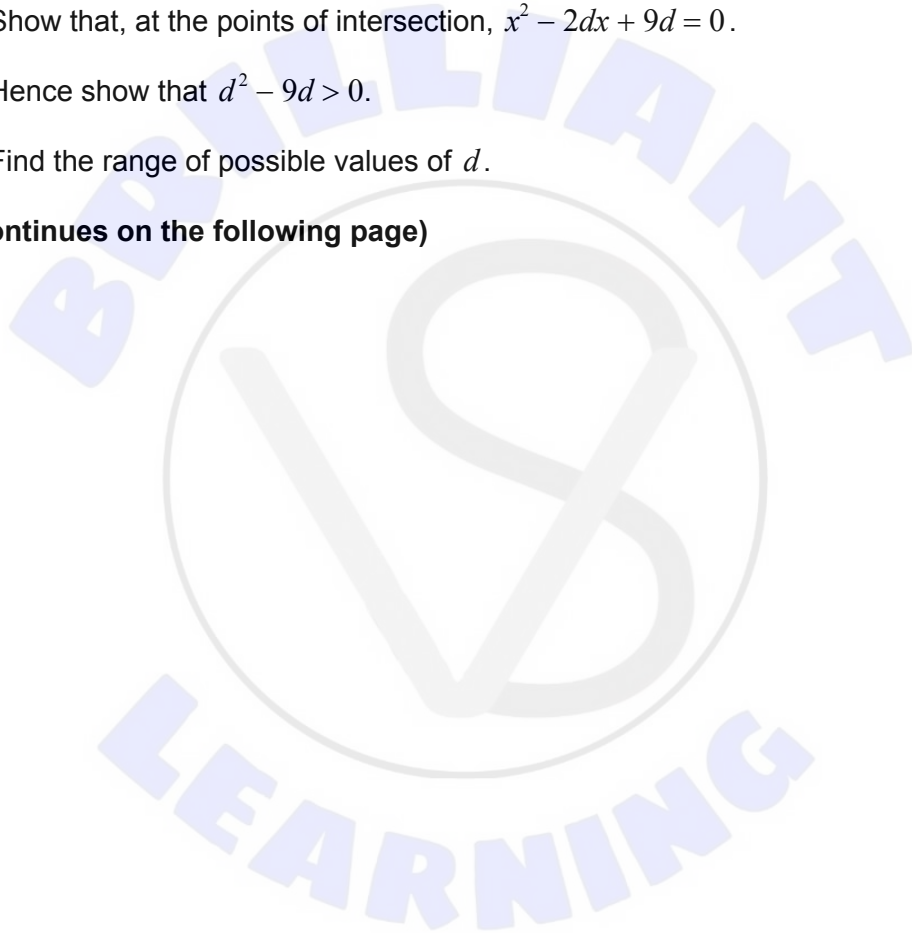 Show that, at the points of intersection, x² − 2dx + 9d = 0.
Hence show that d² − 9d > 0.
Find the range of possible values of d.
ontinues on the following page)
BRILLIANT
VS
LEARNING